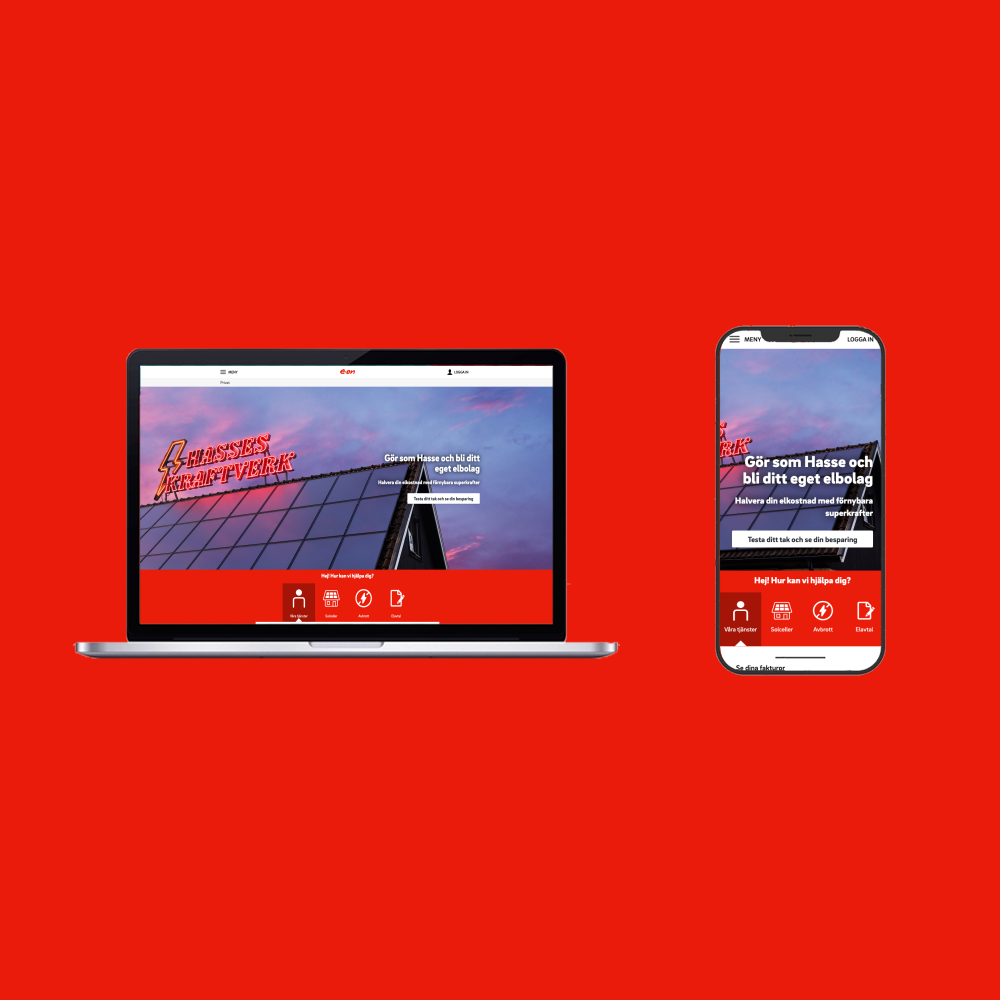 MENY
e·on
LOGGA IN
Privat
HASSES
KRAFTVERK
Gör som Hasse och bli ditt
eget elbolag
Halvera din elkostnad med förnybara superkrafter
Testa ditt tak och se din besparing
Hej! Hur kan vi hjälpa dig?
Våra tjänster
Solceller
Avbrott
Elavtal
MENY
LOGGA IN
RK
Gör som Hasse och
bli ditt eget elbolag
Halvera din elkostnad med förnybara
superkrafter
Testa ditt tak och se din besparing
Hej! Hur kan vi hjälpa dig?
Våra tjänster
Solceller
Avbrott
Elavtal
Se dina fakturor